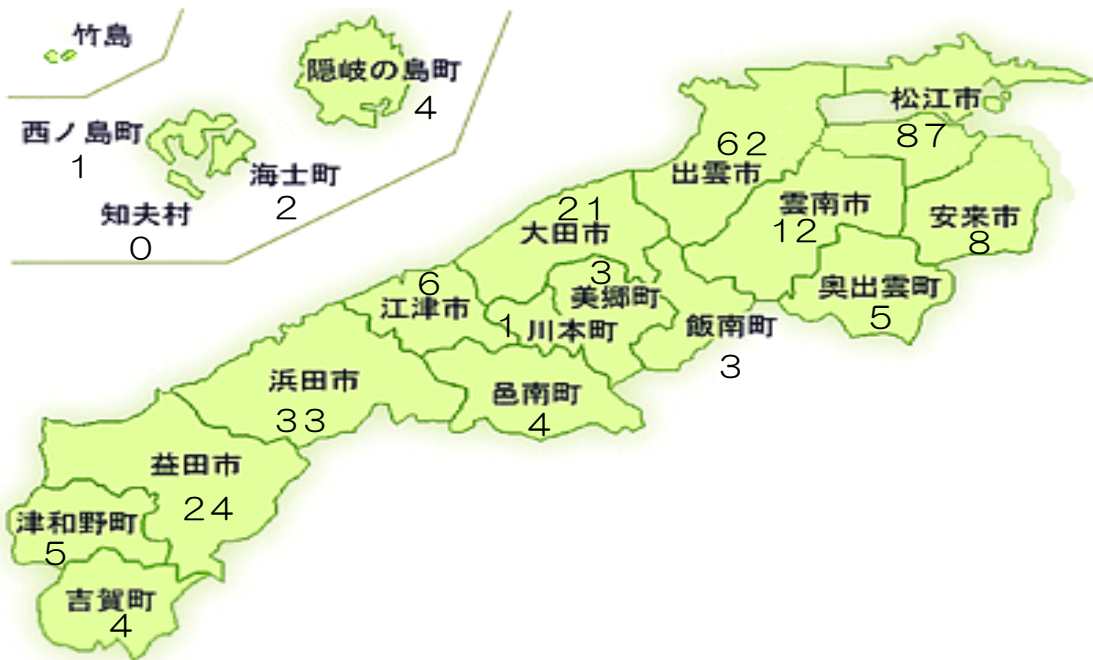 竹島
隠岐の島町
4
西ノ島町
1
海士町
2
知夫村
0
松江市
87
62
出雲市
雲南市
12
安来市
8
21
大田市
3
美郷町
奥出雲町
5
6
江津市
1
川本町
飯南町
3
浜田市
33
邑南町
4
益田市
24
津和野町
5
吉賀町
4